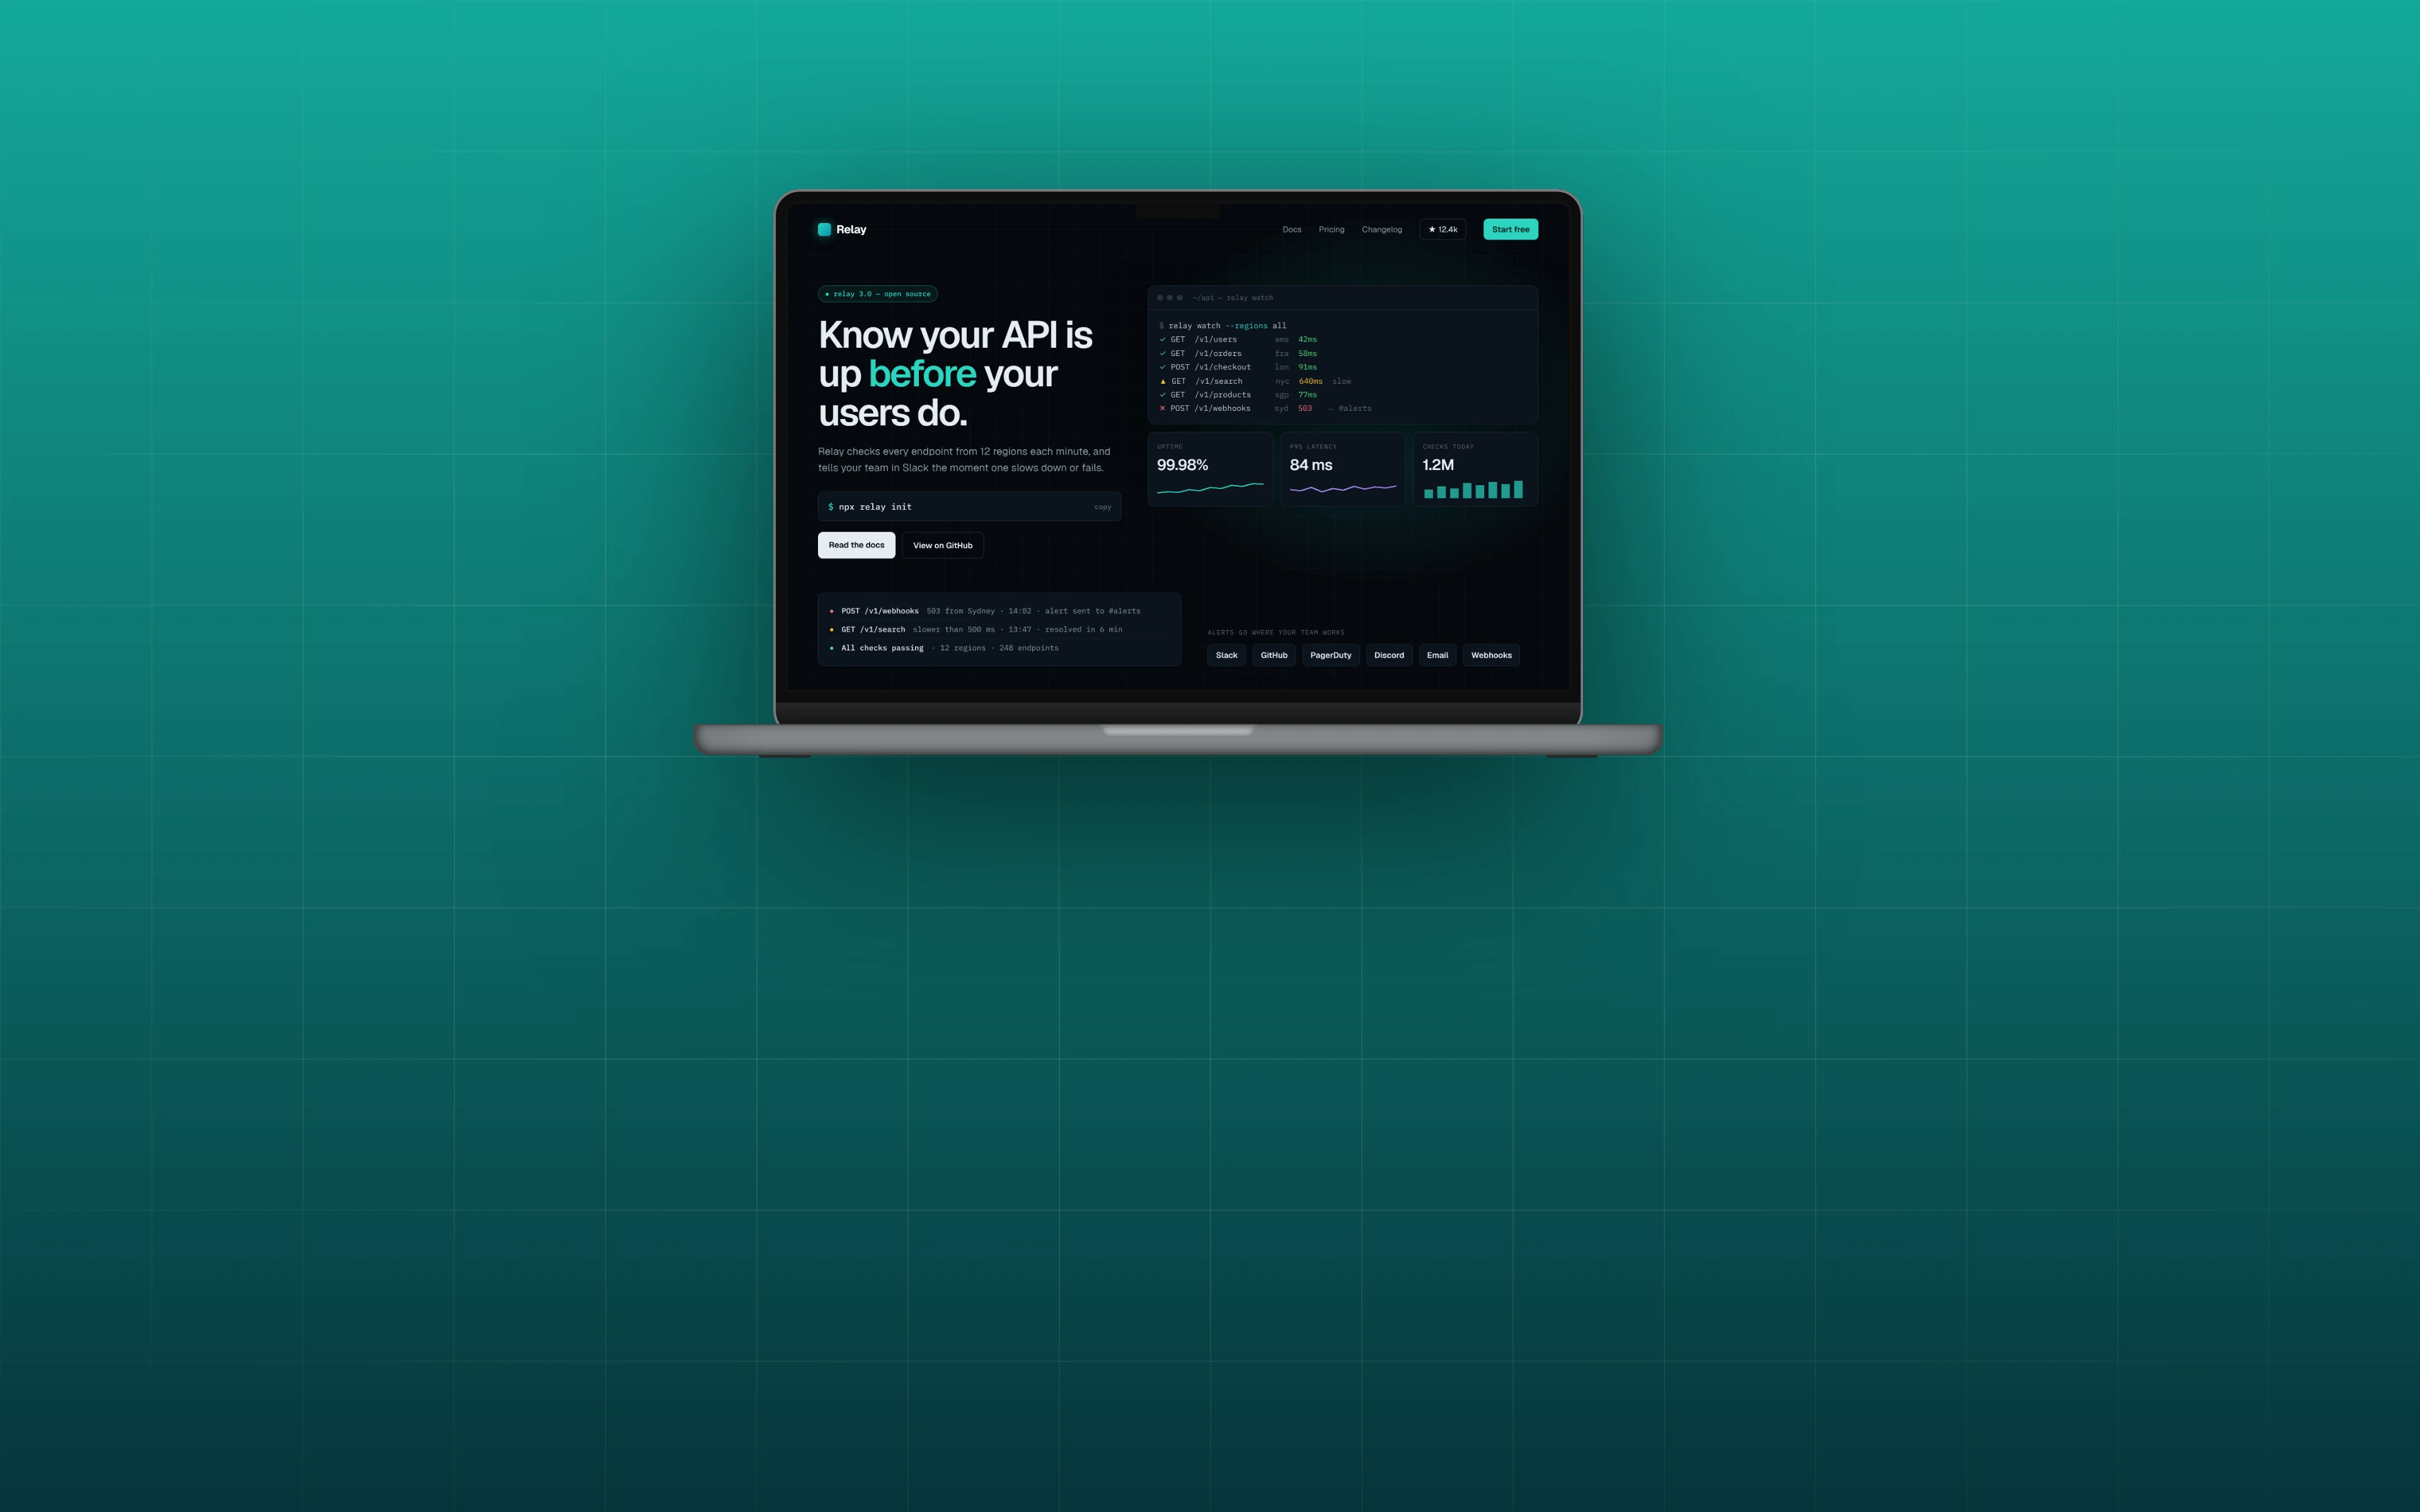 Relay
Docs Pricing Changelog ★ 12.4k Start free
• relay 3.0 — open source
Know your API is
up before your
users do.
Relay checks every endpoint from 12 regions each minute, and
tells your team in Slack the moment one slows down or fails.
$ npx relay init copy
Read the docs View on GitHub
~/api — relay watch
$ relay watch --regions all
✓ GET /v1/users ams 42ms
✓ GET /v1/orders fra 58ms
✓ POST /v1/checkout lon 91ms
▲ GET /v1/search nyc 640ms slow
✓ GET /v1/products sgp 77ms
✕ POST /v1/webhooks syd 503 → #alerts
UPTIME
99.98%
P95 LATENCY
84 ms
CHECKS TODAY
1.2M
• POST /v1/webhooks 503 from Sydney · 14:02 · alert sent to #alerts
• GET /v1/search slower than 500 ms · 13:47 · resolved in 6 min
• All checks passing · 12 regions · 248 endpoints
ALERTS GO WHERE YOUR TEAM WORKS
Slack GitHub PagerDuty Discord Email Webhooks